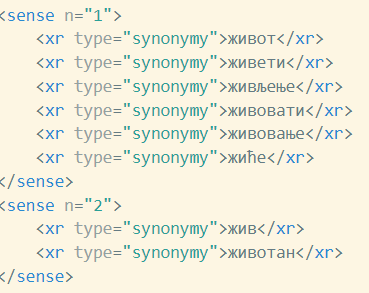 <sense n="1">
<xr type="synonymy">живот</xr>
<xr type="synonymy">живети</xr>
<xr type="synonymy">живљење</xr>
<xr type="synonymy">живовати</xr>
<xr type="synonymy">живовање</xr>
<xr type="synonymy">жиће</xr>
</sense>
<sense n="2">
<xr type="synonymy">жив</xr>
<xr type="synonymy">животан</xr>
</sense>